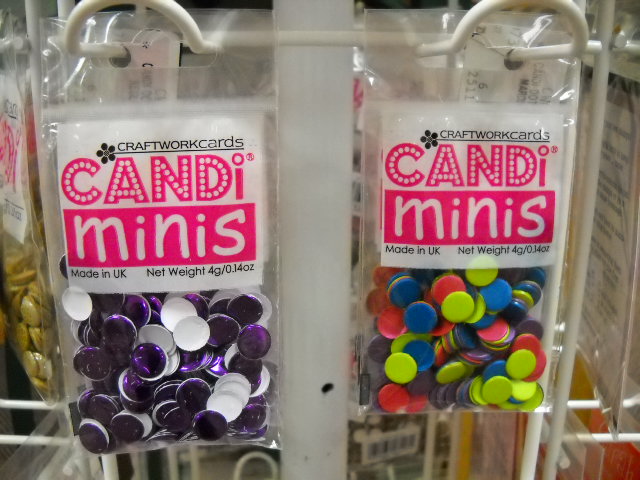 CRAFTWORKcards
CANDi®
minis
Made in UK Net Weight 4g/0.14oz
CRAFTWORKcards
CANDi®
minis
Made in UK Net Weight 4g/0.14oz